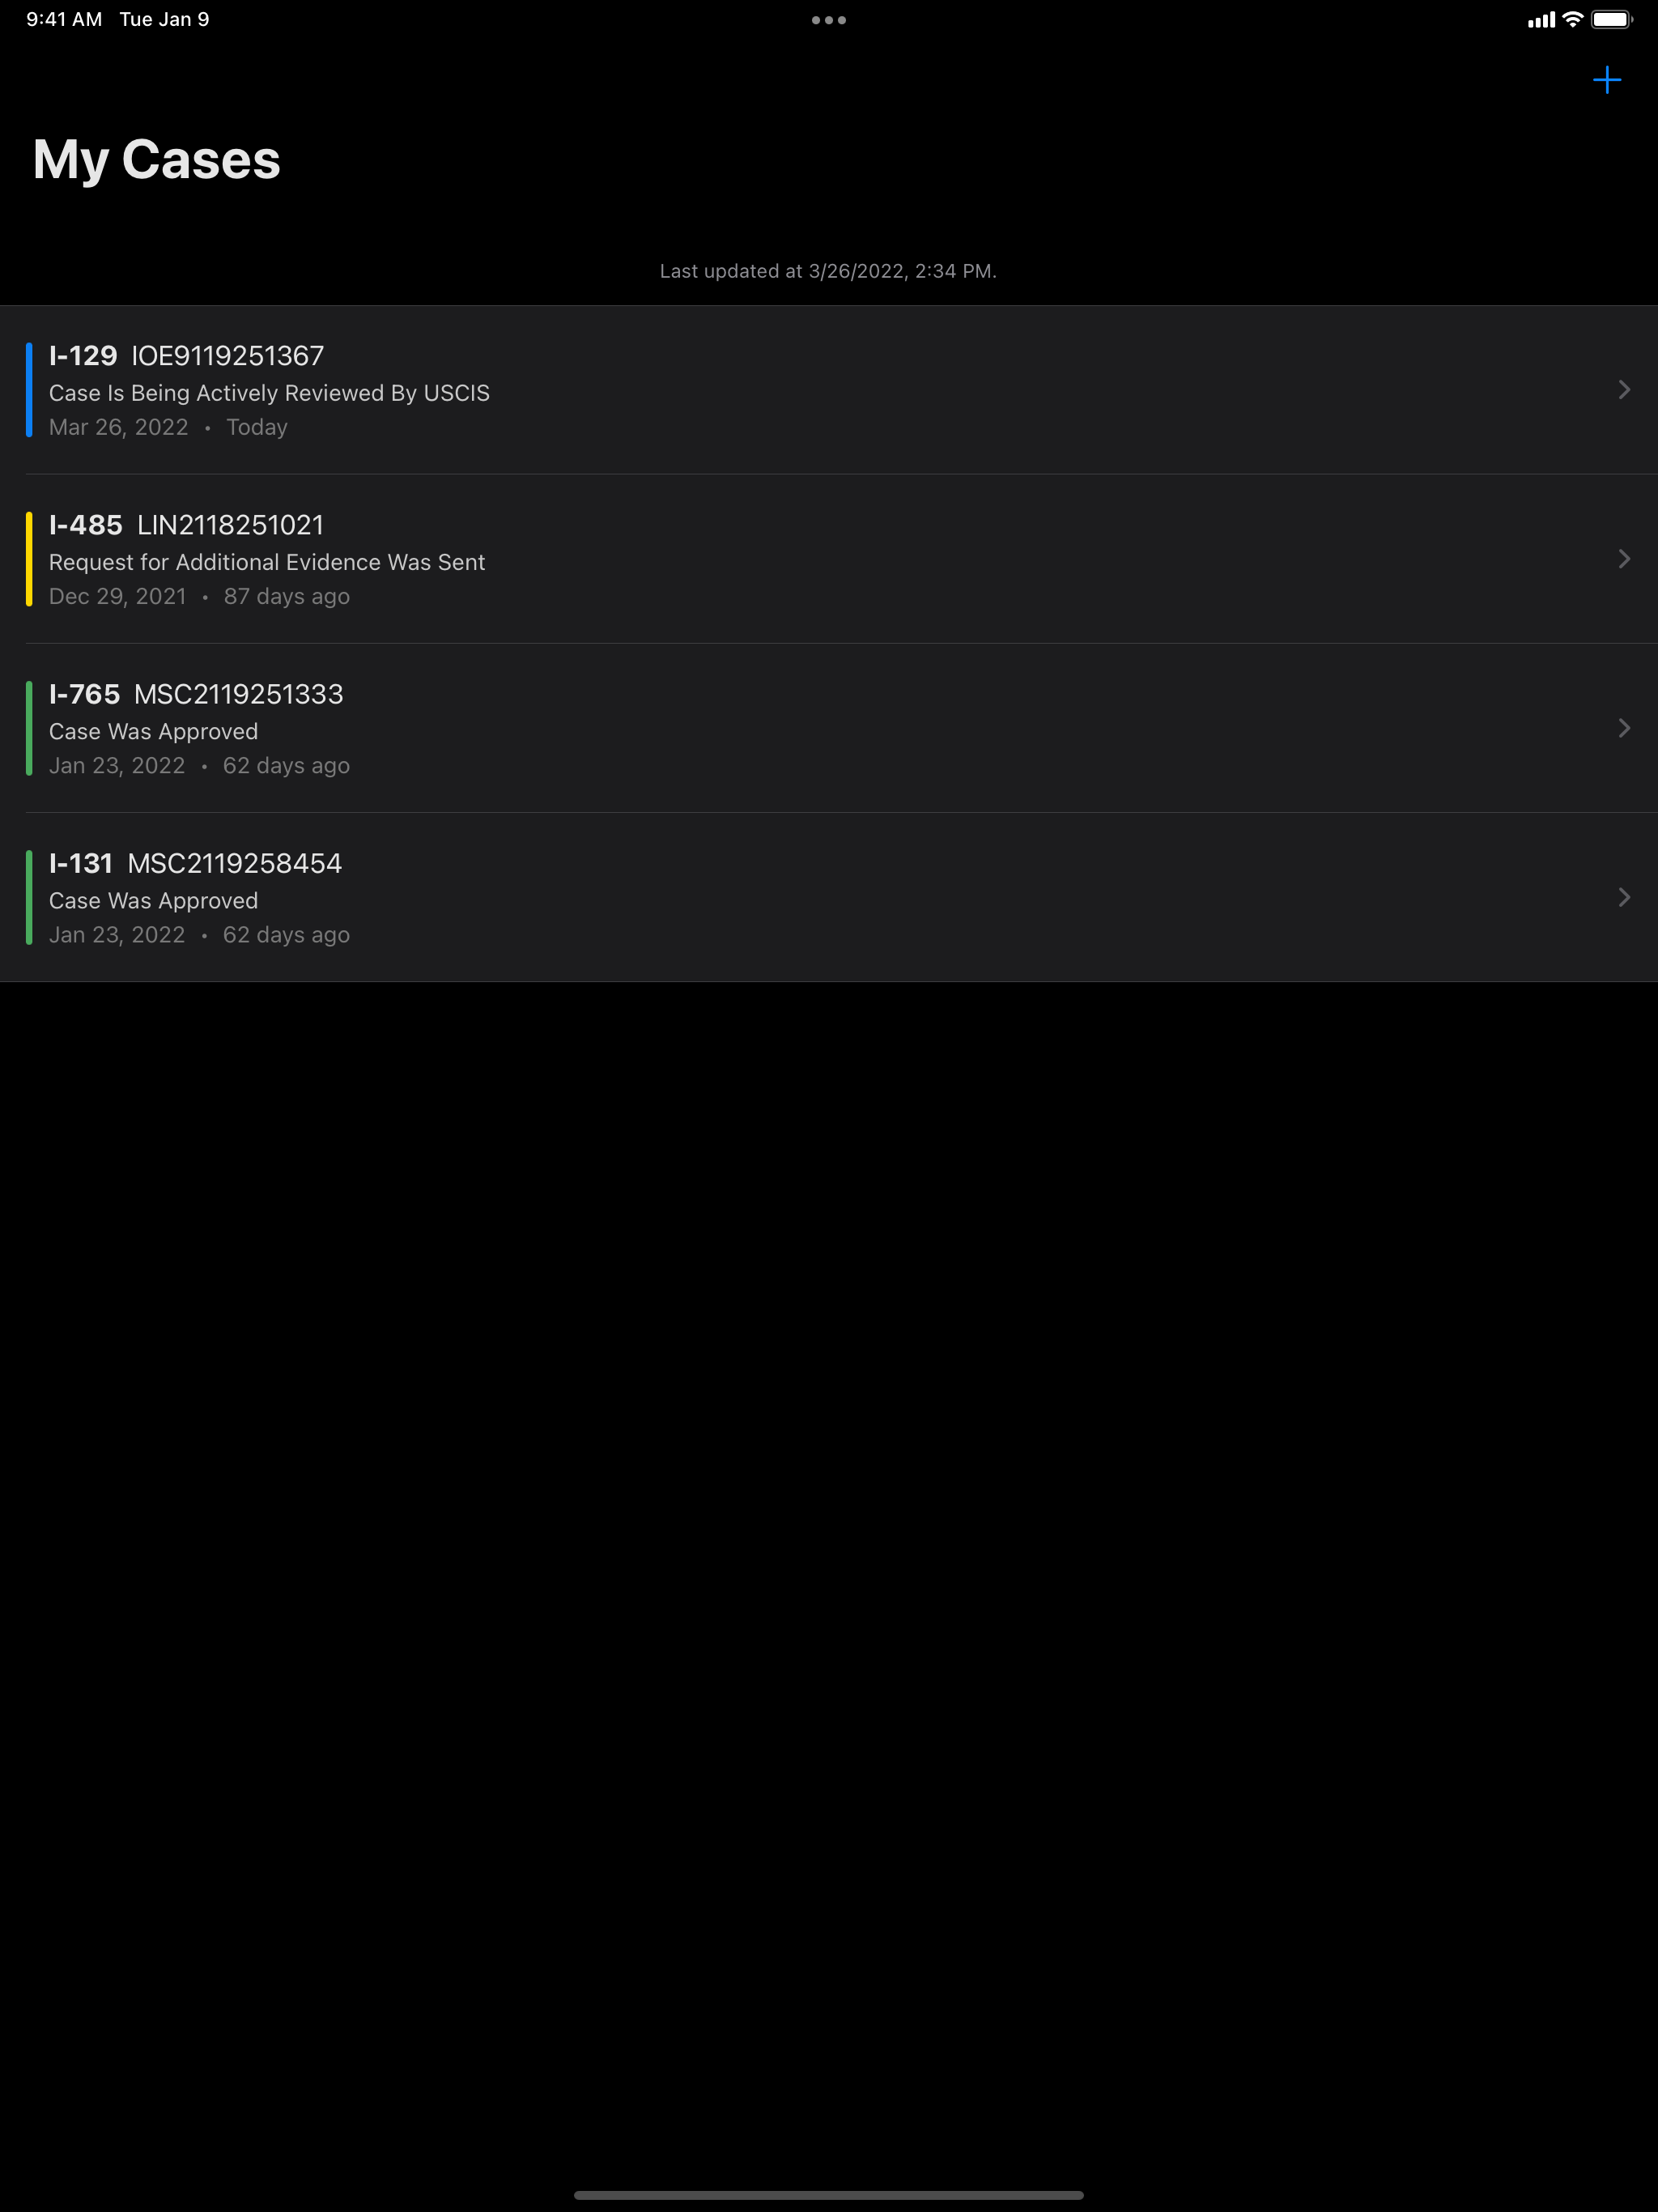 9:41 AM Tue Jan 9
My Cases
Last updated at 3/26/2022, 2:34 PM.
I-129 IOE9119251367
Case Is Being Actively Reviewed By USCIS
Mar 26, 2022 • Today
I-485 LIN2118251021
Request for Additional Evidence Was Sent
Dec 29, 2021 • 87 days ago
I-765 MSC2119251333
Case Was Approved
Jan 23, 2022 • 62 days ago
I-131 MSC2119258454
Case Was Approved
Jan 23, 2022 • 62 days ago